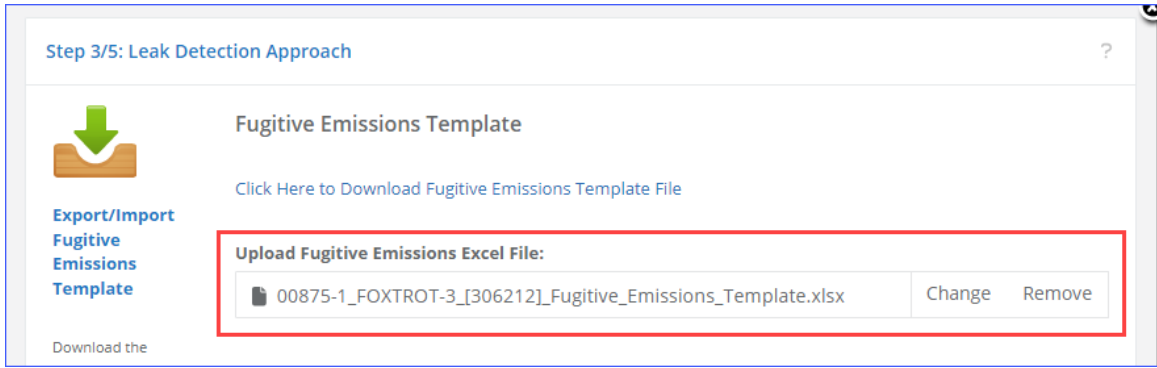 Step 3/5: Leak Detection Approach
?
Export/Import
Fugitive
Emissions
Template
Download the
Fugitive Emissions Template
Click Here to Download Fugitive Emissions Template File
Upload Fugitive Emissions Excel File:
00875-1_FOXTROT-3_[306212]_Fugitive_Emissions_Template.xlsx
Change
Remove